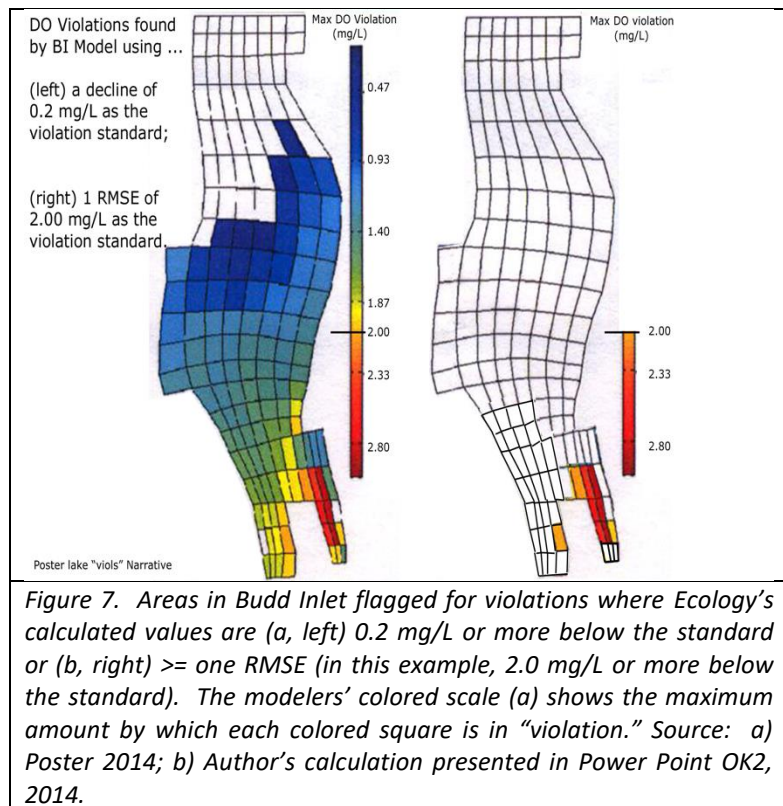 DO Violations found
by BI Model using ...
(left) a decline of
0.2 mg/L as the
violation standard;
(right) 1 RMSE of
2.00 mg/L as the
violation standard.
Max DO Violation
(mg/L)
0.47
0.93
1.40
1.87
2.00
2.33
2.80
Max DO violation
(mg/L)
2.00
2.33
2.80
Poster lake "viols" Narrative
Figure 7. Areas in Budd Inlet flagged for violations where Ecology's
calculated values are (a, left) 0.2 mg/L or more below the standard
or (b, right) >= one RMSE (in this example, 2.0 mg/L or more below
the standard). The modelers' colored scale (a) shows the maximum
amount by which each colored square is in "violation." Source: a)
Poster 2014; b) Author's calculation presented in Power Point OK2,
2014.